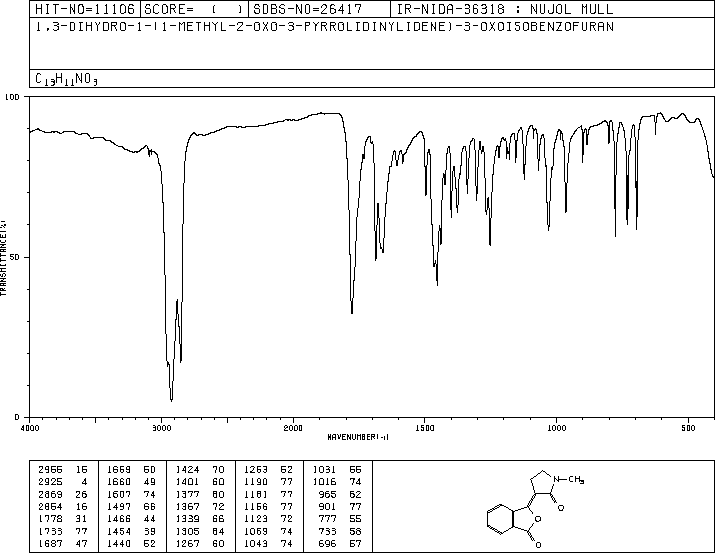 HIT-NO=11106 SCORE= ( ) SDBS-NO=26417 IR-NIDA-36318 : NUJOL MULL
1,3-DIHYDRO-1-(1-METHYL-2-OXO-3-PYRROLIDINYLIDENE)-3-OXOISOBENZOFURAN
C13H11NO3
100
50
0
TRANSMITTANCE(%)
4000 3000 2000 1500 1000 500
WAVENUMBER(-1)
2955 16 1669 50 1424 70 1263 62 1031 56
2925 4 1660 49 1401 60 1190 77 1016 74
2869 26 1607 74 1377 80 1181 77 965 62
2854 16 1497 66 1367 72 1156 77 901 77
1778 31 1466 44 1339 66 1123 72 777 55
1733 77 1454 39 1305 84 1069 74 733 58
1687 47 1440 52 1267 60 1043 74 696 57
N CH3
O
O
O